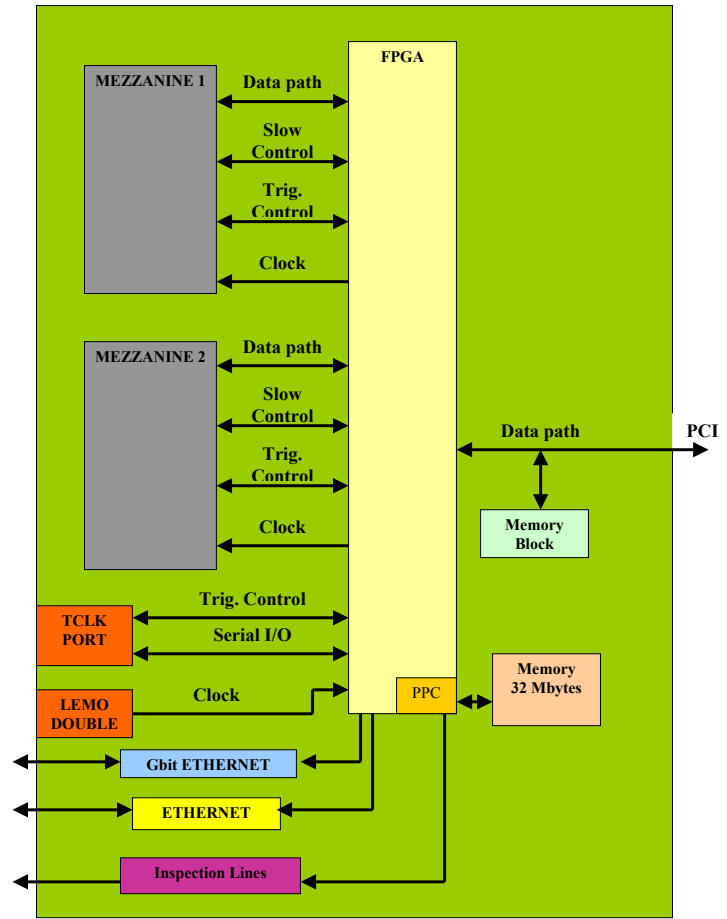 FPGA
MEZZANINE 1
Data path
Slow
Control
Trig.
Control
Clock
MEZZANINE 2
Data path
Slow
Control
Trig.
Control
Clock
Data path
PCI
Memory
Block
TCLK
PORT
Trig. Control
Serial I/O
LEMO
DOUBLE
Clock
PPC
Memory
32 Mbytes
Gbit ETHERNET
ETHERNET
Inspection Lines